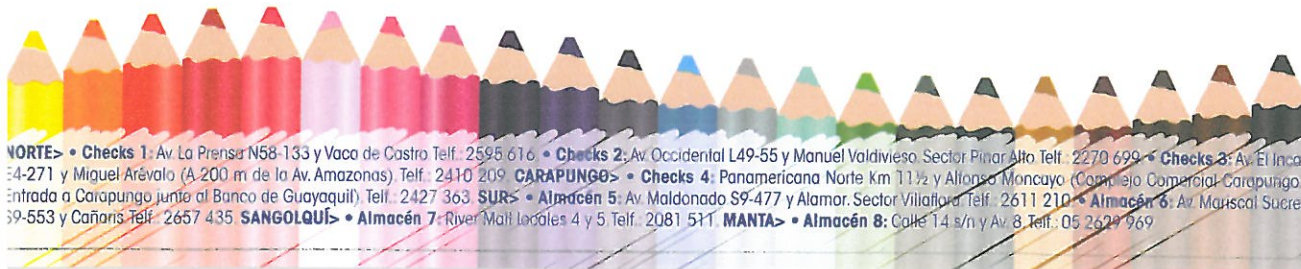 NORTE> • Checks 1: Av. La Prensa N58-133 y Vaca de Castro Telf.: 2595 616 • Checks 2: Av. Occidental L49-55 y Manuel Valdivieso. Sector Pinar Alto Telf.: 2270 699 • Checks 3: Av. El Inca
E4-271 y Miguel Arévalo (A 200 m de la Av. Amazonas). Telf.: 2410 209. CARAPUNGO> • Checks 4: Panamericana Norte Km 11½ y Alfonso Moncayo (Complejo Comercial Carapungo.
Entrada a Carapungo junto al Banco de Guayaquil). Telf.: 2427 363. SUR> • Almacén 5: Av. Maldonado S9-477 y Alamor. Sector Villaflora. Telf.: 2611 210 • Almacén 6: Av. Mariscal Sucre
S9-553 y Cañaris Telf.: 2657 435. SANGOLQUÍ> • Almacén 7: River Mall Locales 4 y 5. Telf.: 2081 511. MANTA> • Almacén 8: Calle 14 s/n y Av. 8. Telf.: 05 2629 969